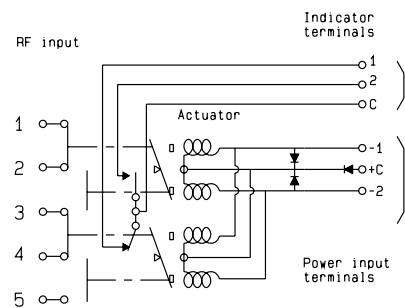 Indicator
terminals
RF input
1
2
C
Actuator
1
2
3
4
5
-1
+C
-2
Power input
terminals